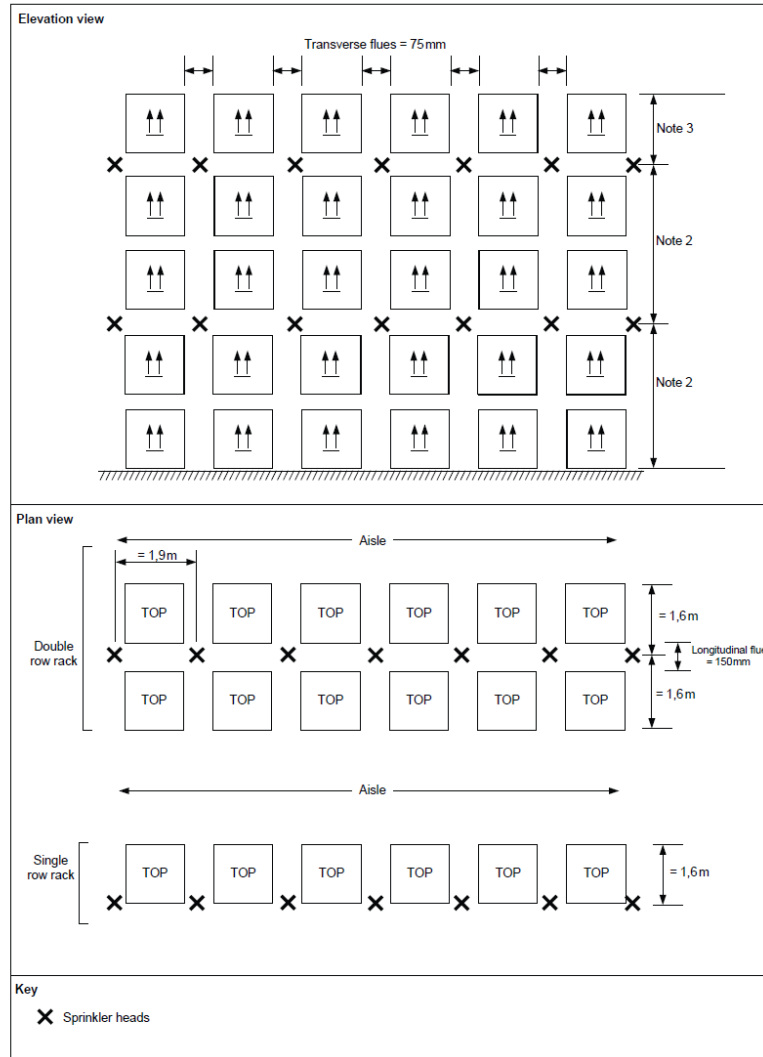 Elevation view
Transverse flues = 75mm
Note 3
Note 2
Note 2
Plan view
Aisle
= 1,9m
TOP TOP TOP TOP TOP TOP
= 1,6m
Double
row rack
Longitudinal flue
= 150mm
TOP TOP TOP TOP TOP TOP
= 1,6m
Aisle
Single
row rack
TOP TOP TOP TOP TOP TOP
= 1,6m
Key
Sprinkler heads